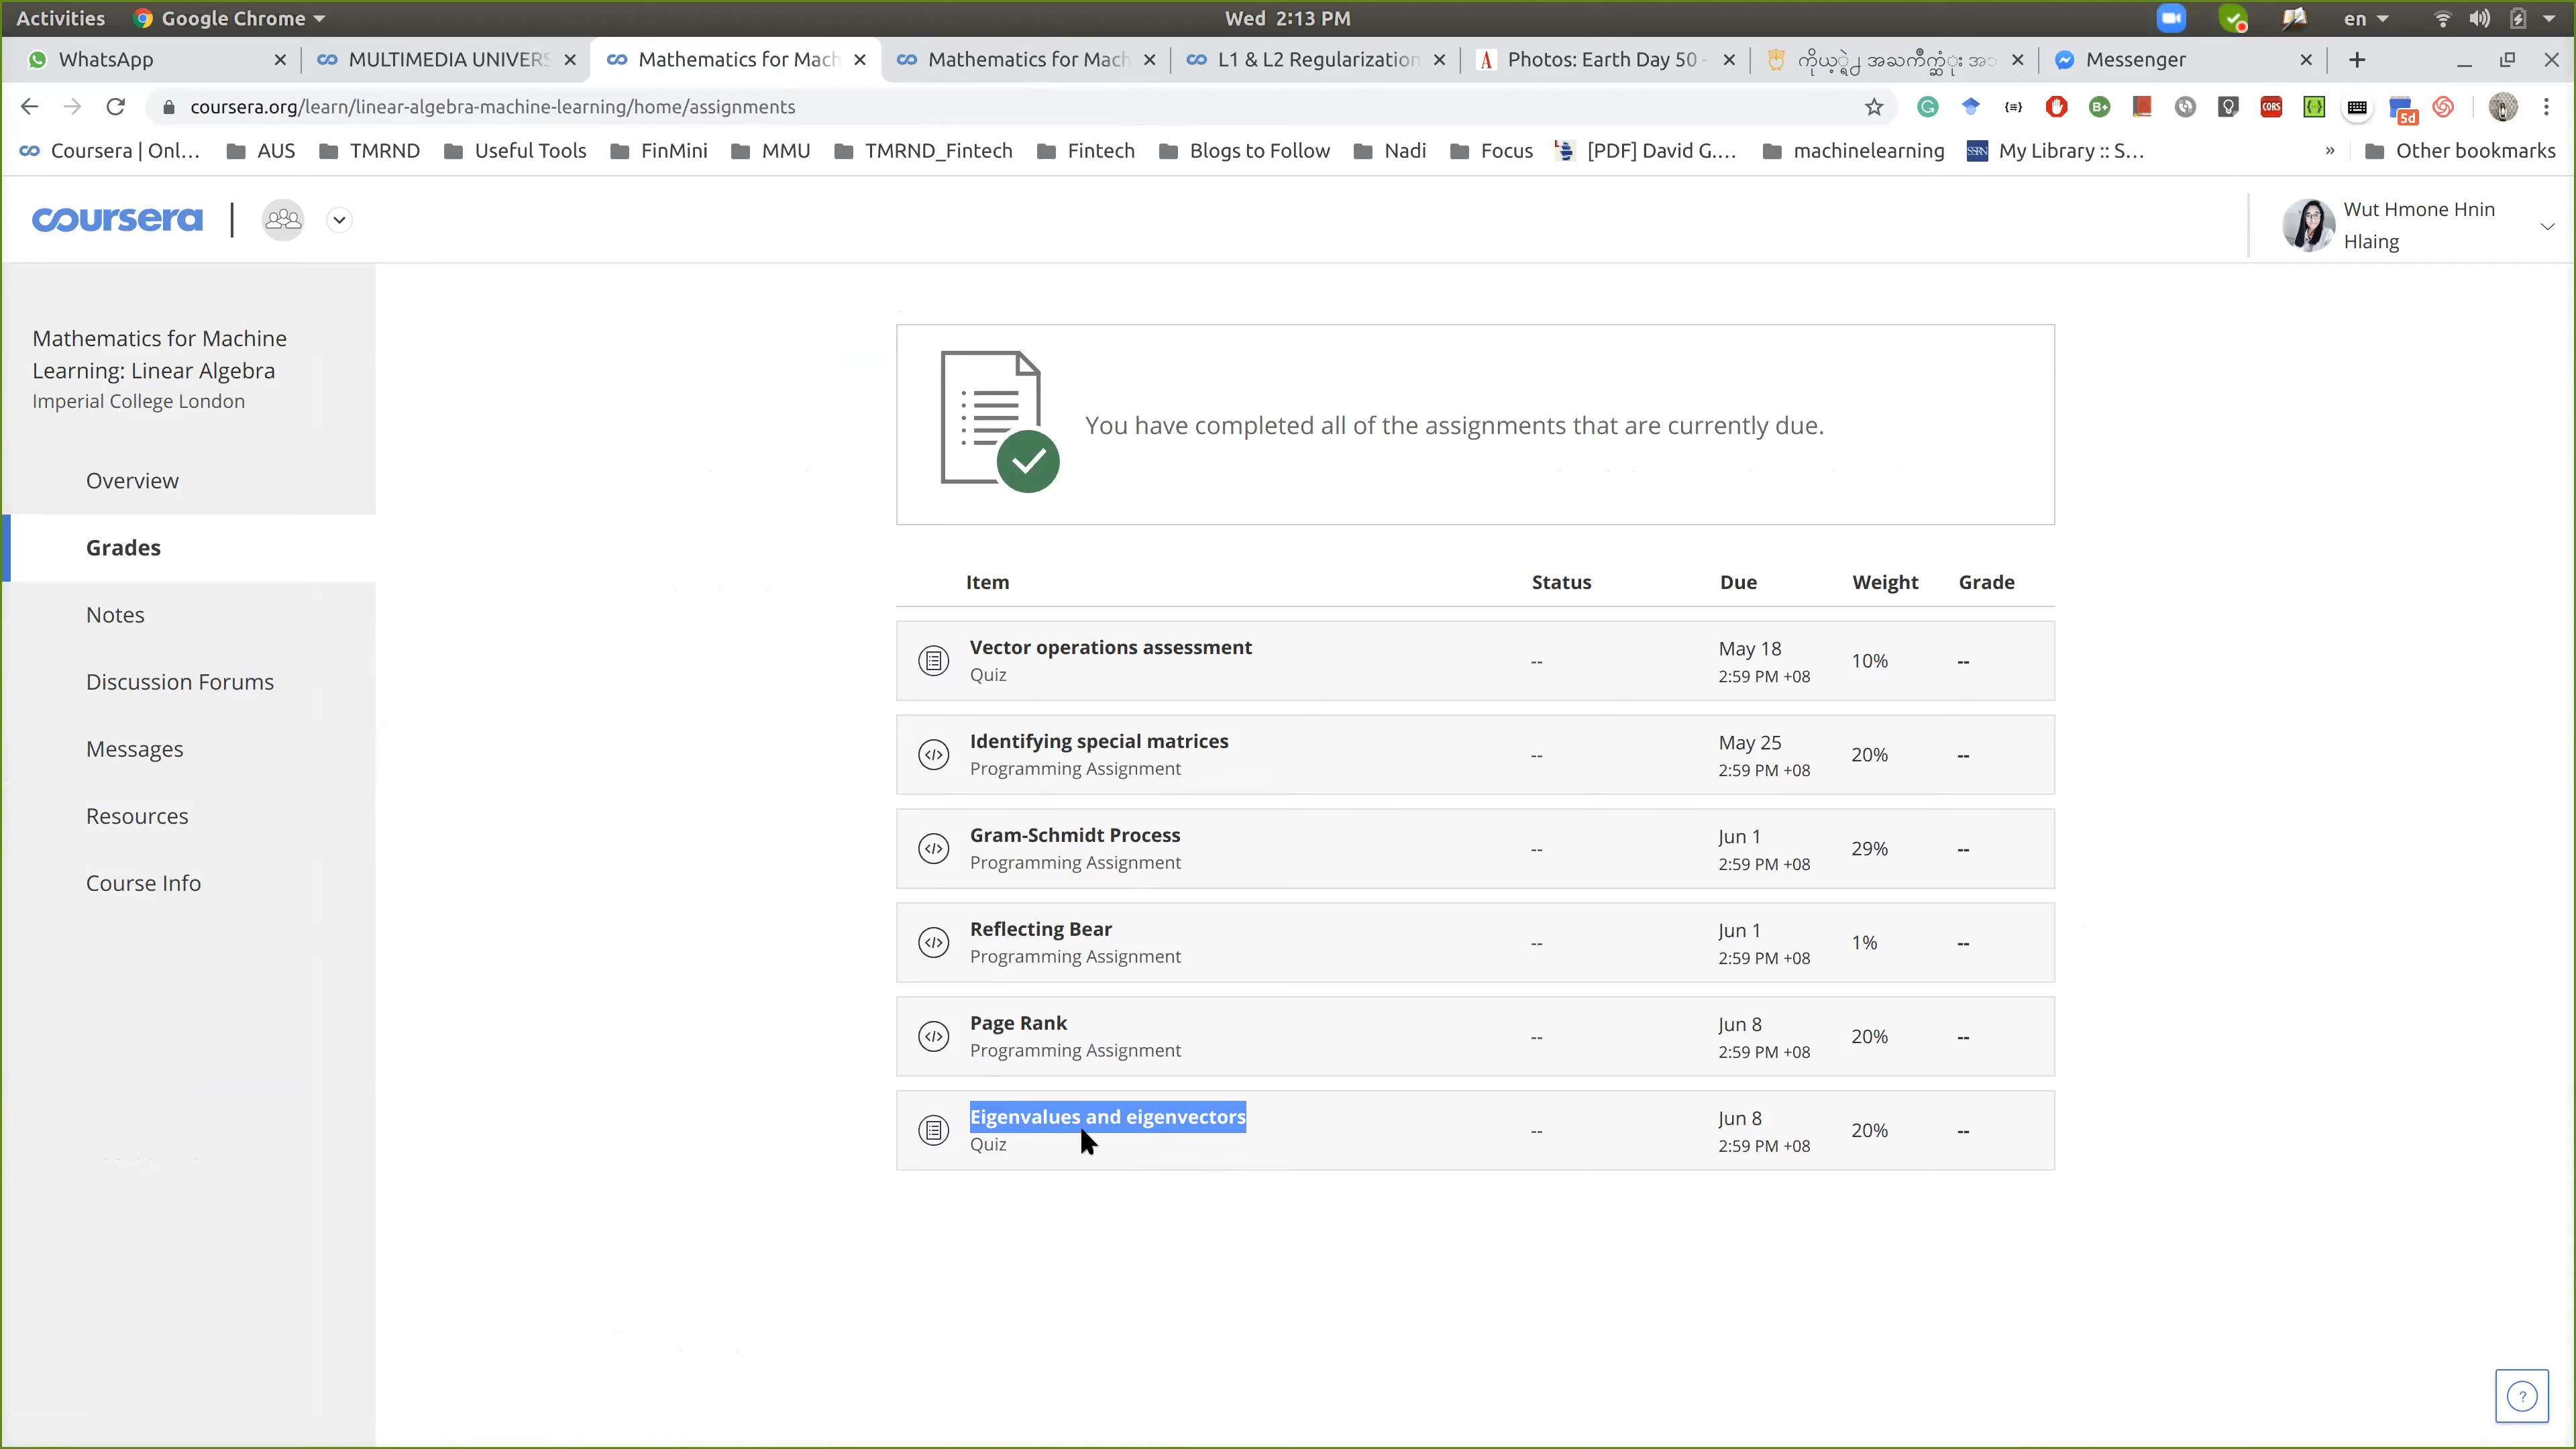 Activities Google Chrome Wed 2:13 PM en
WhatsApp MULTIMEDIA UNIVERS Mathematics for Mach Mathematics for Mach L1 & L2 Regularization Photos: Earth Day 50 - Messenger
coursera.org/learn/linear-algebra-machine-learning/home/assignments
Coursera | Onl... AUS TMRND Useful Tools FinMini MMU TMRND_Fintech Fintech Blogs to Follow Nadi Focus [PDF] David G.... machinelearning My Library :: S... » Other bookmarks
coursera
Wut Hmone Hnin
Hlaing
Mathematics for Machine
Learning: Linear Algebra
Imperial College London
Overview
Grades
Notes
Discussion Forums
Messages
Resources
Course Info
You have completed all of the assignments that are currently due.
Item Status Due Weight Grade
Vector operations assessment
Quiz
-- May 18
2:59 PM +08
10% --
Identifying special matrices
Programming Assignment
-- May 25
2:59 PM +08
20% --
Gram-Schmidt Process
Programming Assignment
-- Jun 1
2:59 PM +08
29% --
Reflecting Bear
Programming Assignment
-- Jun 1
2:59 PM +08
1% --
Page Rank
Programming Assignment
-- Jun 8
2:59 PM +08
20% --
Eigenvalues and eigenvectors
Quiz
-- Jun 8
2:59 PM +08
20% --